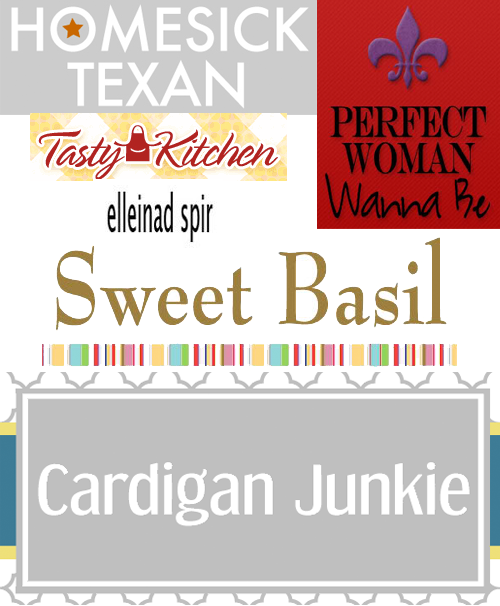 HOMESICK
TEXAN
PERFECT
WOMAN
Wanna Be
Tasty Kitchen
elleinad spir
Sweet Basil
Cardigan Junkie